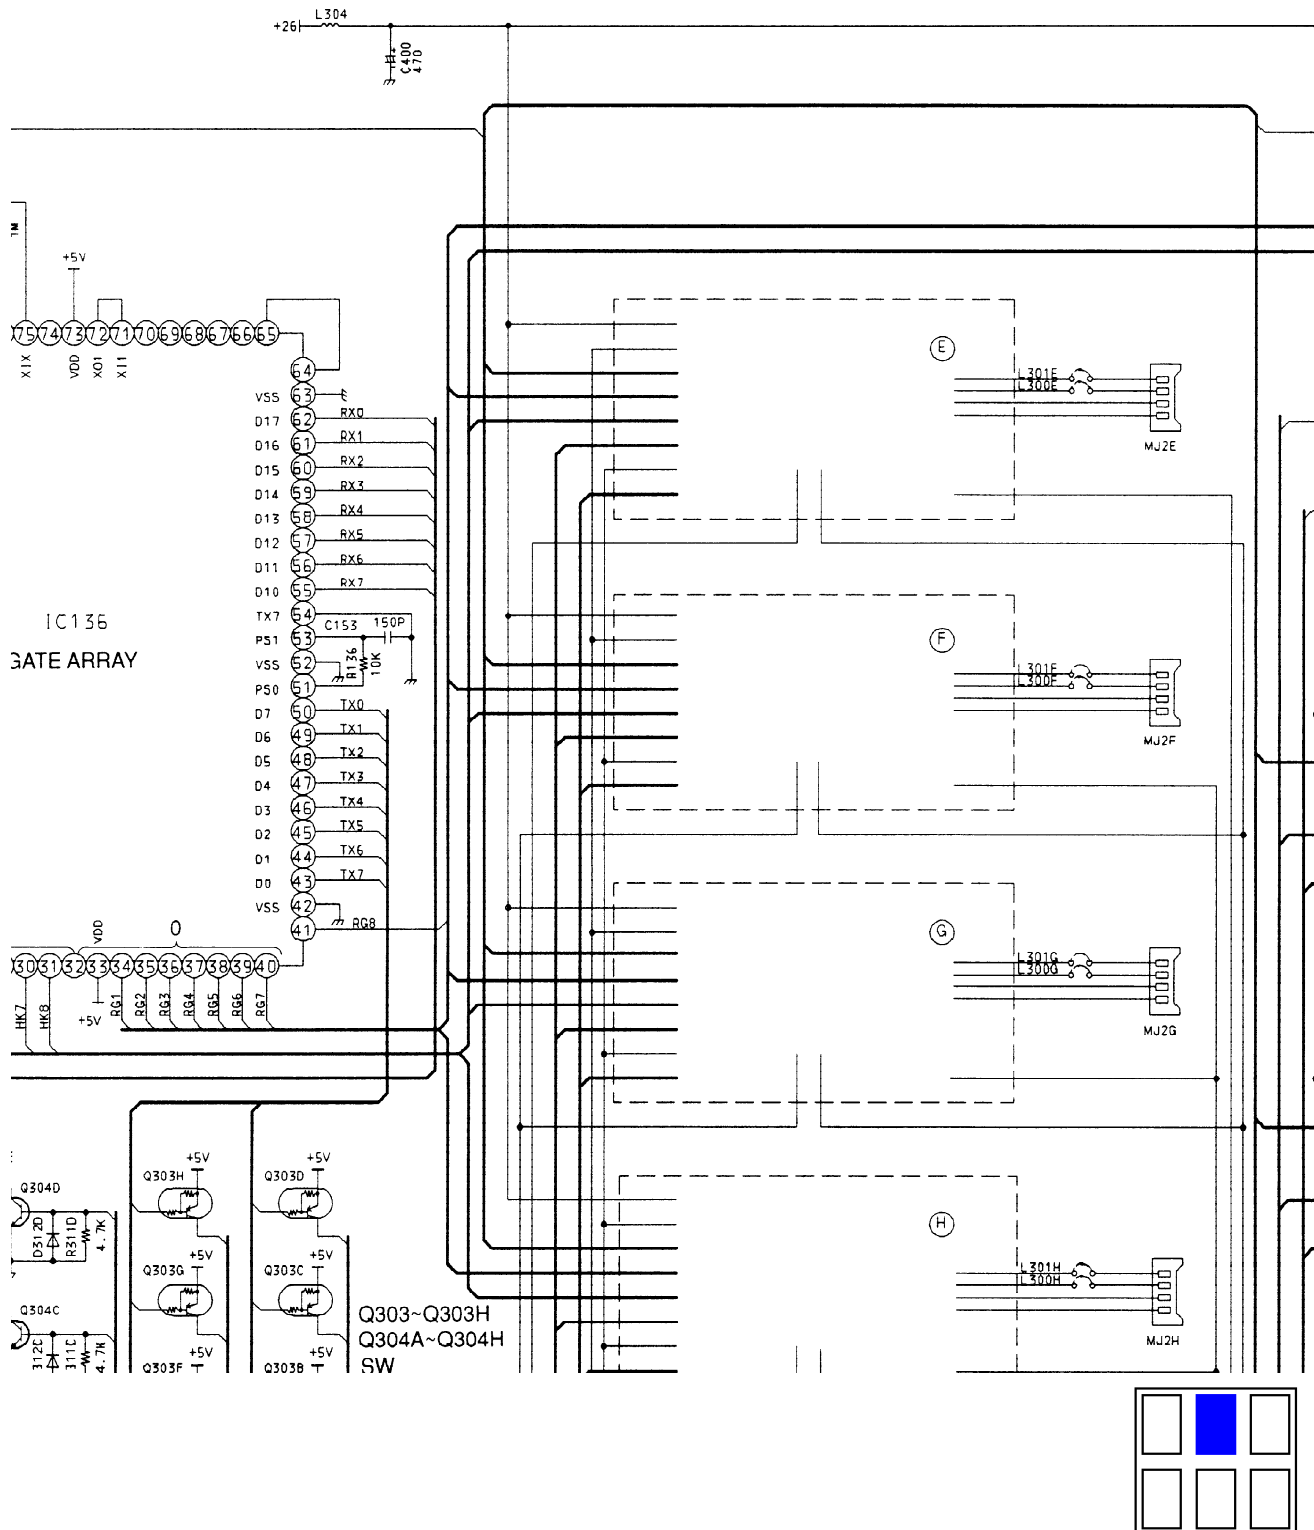 +26
L304
C400
470
+5V
75 74 73 72 71 70 69 68 67 66 65
XIX
VDD
XO1
XI1
64
VSS 63
D17 62 RX0
D16 61 RX1
D15 60 RX2
D14 59 RX3
D13 58 RX4
D12 57 RX5
D11 56 RX6
D10 55 RX7
TX7 54
PS1 53 C153 150P
VSS 52
R136
10K
PS0 51
D7 50 TX0
D6 49 TX1
D5 48 TX2
D4 47 TX3
D3 46 TX4
D2 45 TX5
D1 44 TX6
D0 43 TX7
VSS 42
41 RG8
IC136
GATE ARRAY
VDD
0
30 31 32 33 34 35 36 37 38 39 40
HK7
HK8
+5V
RG1
RG2
RG3
RG4
RG5
RG6
RG7
E
L301E
L300E
MJ2E
F
L301F
L300F
MJ2F
G
L301G
L300G
MJ2G
H
L301H
L300H
MJ2H
Q304D
D312D
R311D
4.7K
Q304C
312C
311C
4.7K
+5V
Q303H
+5V
Q303D
+5V
Q303G
+5V
Q303C
+5V
Q303F
+5V
Q303B
Q303~Q303H
Q304A~Q304H
SW